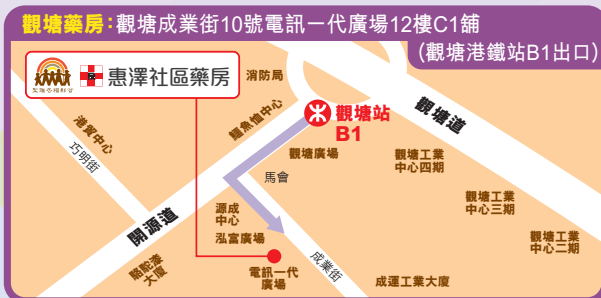 觀塘藥房：觀塘成業街10號電訊一代廣場12樓C1舖
(觀塘港鐵站B1出口)
聖雅各福群會
惠澤社區藥房
消防局
鱷魚恤中心
港貿中心
巧明街
觀塘站
B1
觀塘道
觀塘廣場
馬會
觀塘工業
中心四期
觀塘工業
中心三期
觀塘工業
中心二期
開源道
源成
中心
泓富廣場
駱駝漆
大廈
電訊一代
廣場
成業街
成運工業大廈